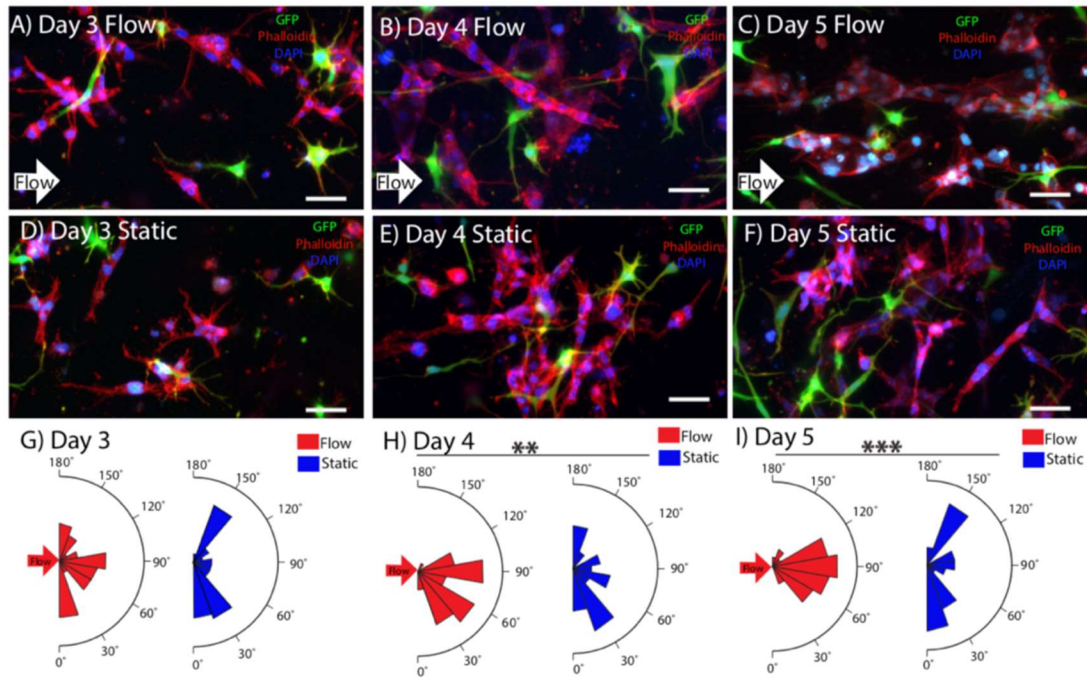 A) Day 3 Flow
GFP
Phalloidin
DAPI
Flow
B) Day 4 Flow
GFP
Phalloidin
DAPI
Flow
C) Day 5 Flow
GFP
Phalloidin
DAPI
Flow
D) Day 3 Static
GFP
Phalloidin
DAPI
E) Day 4 Static
GFP
Phalloidin
DAPI
F) Day 5 Static
GFP
Phalloidin
DAPI
G) Day 3
Flow
Static
180°
150°
120°
90°
60°
30°
0°
Flow
180°
150°
120°
90°
60°
30°
0°
H) Day 4
**
Flow
Static
180°
150°
120°
90°
60°
30°
0°
Flow
180°
150°
120°
90°
60°
30°
0°
I) Day 5
***
Flow
Static
180°
150°
120°
90°
60°
30°
0°
Flow
180°
150°
120°
90°
60°
30°
0°